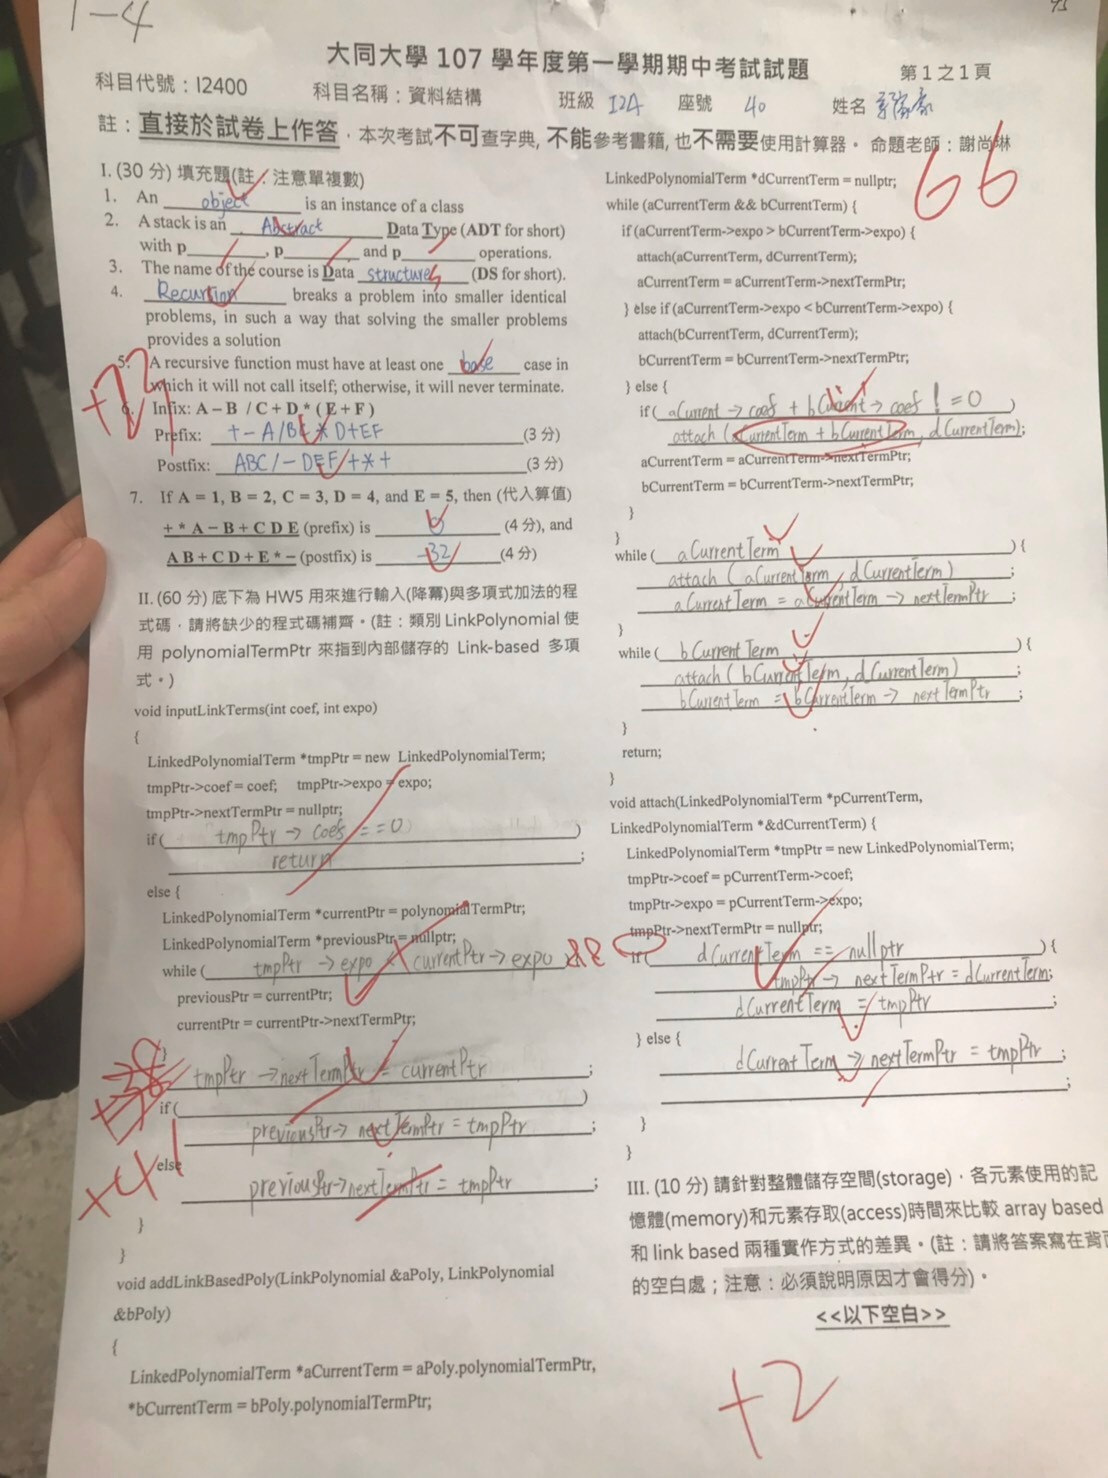 1-4
大同大學 107 學年度第一學期期中考試試題
第 1 之 1 頁
科目代號：I2400 科目名稱：資料結構 班級 I2A 座號 40 姓名
註：直接於試卷上作答，本次考試不可查字典, 不能參考書籍, 也不需要使用計算器。 命題老師：謝尚琳
66
I. (30 分) 填充題(註：注意單複數)
1. An object is an instance of a class
2. A stack is an Abstract Data Type (ADT for short)
with p________, p________ and p________ operations.
3. The name of the course is Data structures (DS for short).
4. Recursion breaks a problem into smaller identical
problems, in such a way that solving the smaller problems
provides a solution
5. A recursive function must have at least one base case in
which it will not call itself; otherwise, it will never terminate.
+27
6. Infix: A – B / C + D * ( E + F )
Prefix: + - A/BC * D+EF (3 分)
Postfix: ABC/-DEF+*+ (3 分)
7. If A = 1, B = 2, C = 3, D = 4, and E = 5, then (代入算值)
+ * A – B + C D E (prefix) is 0 (4 分), and
A B + C D + E * – (postfix) is -32 (4 分)
II. (60 分) 底下為 HW5 用來進行輸入(降冪)與多項式加法的程
式碼，請將缺少的程式碼補齊。(註：類別 LinkPolynomial 使
用 polynomialTermPtr 來指到內部儲存的 Link-based 多項
式。)
void inputLinkTerms(int coef, int expo)
{
LinkedPolynomialTerm *tmpPtr = new LinkedPolynomialTerm;
tmpPtr->coef = coef; tmpPtr->expo = expo;
tmpPtr->nextTermPtr = nullptr;
if ( tmpPtr → coef == 0 )
return ;
else {
LinkedPolynomialTerm *currentPtr = polynomialTermPtr;
LinkedPolynomialTerm *previousPtr = nullptr;
while ( tmpPtr → expo < currentPtr → expo && )
previousPtr = currentPtr;
currentPtr = currentPtr->nextTermPtr;
}
tmpPtr → nextTermPtr = currentPtr ;
if ( )
previousPtr → nextTermPtr = tmpPtr ;
+41
else
previousPtr → nextTermPtr = tmpPtr ;
}
}
void addLinkBasedPoly(LinkPolynomial &aPoly, LinkPolynomial
&bPoly)
{
LinkedPolynomialTerm *aCurrentTerm = aPoly.polynomialTermPtr,
*bCurrentTerm = bPoly.polynomialTermPtr;
LinkedPolynomialTerm *dCurrentTerm = nullptr;
while (aCurrentTerm && bCurrentTerm) {
if (aCurrentTerm->expo > bCurrentTerm->expo) {
attach(aCurrentTerm, dCurrentTerm);
aCurrentTerm = aCurrentTerm->nextTermPtr;
} else if (aCurrentTerm->expo < bCurrentTerm->expo) {
attach(bCurrentTerm, dCurrentTerm);
bCurrentTerm = bCurrentTerm->nextTermPtr;
} else {
if ( aCurrent → coef + bCurrent → coef != 0 )
attach (aCurrentTerm + bCurrentTerm, dCurrentTerm);
aCurrentTerm = aCurrentTerm->nextTermPtr;
bCurrentTerm = bCurrentTerm->nextTermPtr;
}
}
while ( aCurrentTerm ) {
attach ( aCurrentTerm, dCurrentTerm) ;
aCurrentTerm = aCurrentTerm → nextTermPtr ;
}
while ( bCurrentTerm ) {
attach ( bCurrentTerm, dCurrentTerm) ;
bCurrentTerm = bCurrentTerm → nextTermPtr ;
}
return;
}
void attach(LinkedPolynomialTerm *pCurrentTerm,
LinkedPolynomialTerm *&dCurrentTerm) {
LinkedPolynomialTerm *tmpPtr = new LinkedPolynomialTerm;
tmpPtr->coef = pCurrentTerm->coef;
tmpPtr->expo = pCurrentTerm->expo;
tmpPtr->nextTermPtr = nullptr;
if ( dCurrentTerm == nullptr ) {
tmpPtr → nextTermPtr = dCurrentTerm;
dCurrentTerm = tmpPtr ;
} else {
dCurrentTerm → nextTermPtr = tmpPtr ;
;
}
}
III. (10 分) 請針對整體儲存空間(storage)，各元素使用的記
憶體(memory)和元素存取(access)時間來比較 array based
和 link based 兩種實作方式的差異。(註：請將答案寫在背面
的空白處；注意：必須說明原因才會得分)。
<<以下空白>>
+2